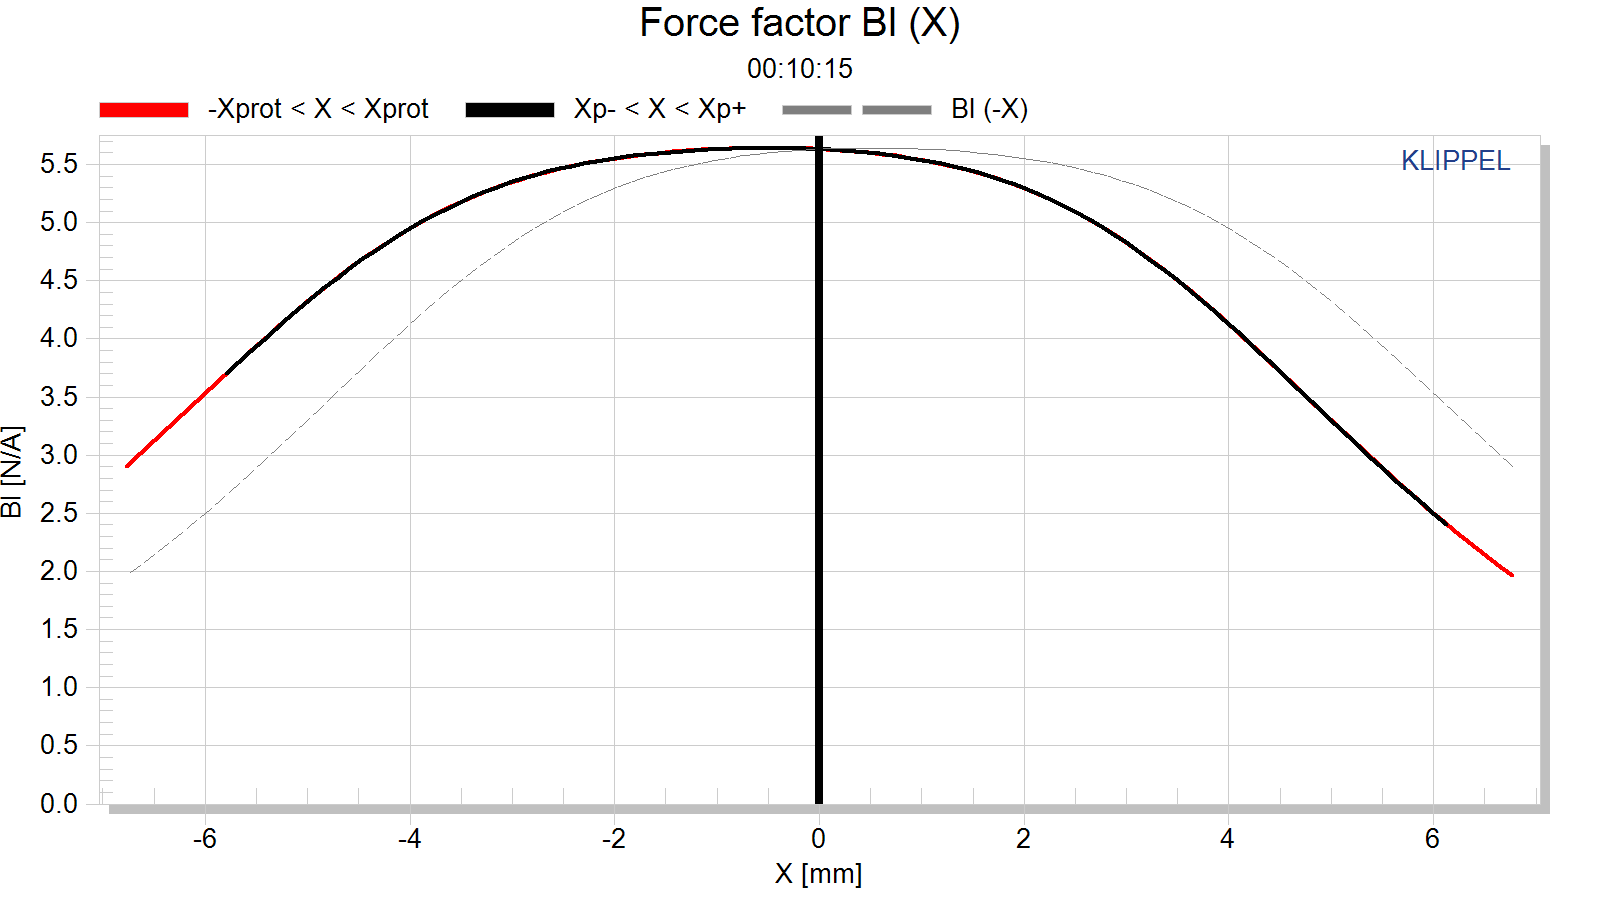 Force factor Bl (X)
00:10:15
-Xprot < X < Xprot Xp- < X < Xp+ Bl (-X)
KLIPPEL
5.5
5.0
4.5
4.0
3.5
3.0
2.5
2.0
1.5
1.0
0.5
0.0
Bl [N/A]
-6 -4 -2 0 2 4 6
X [mm]